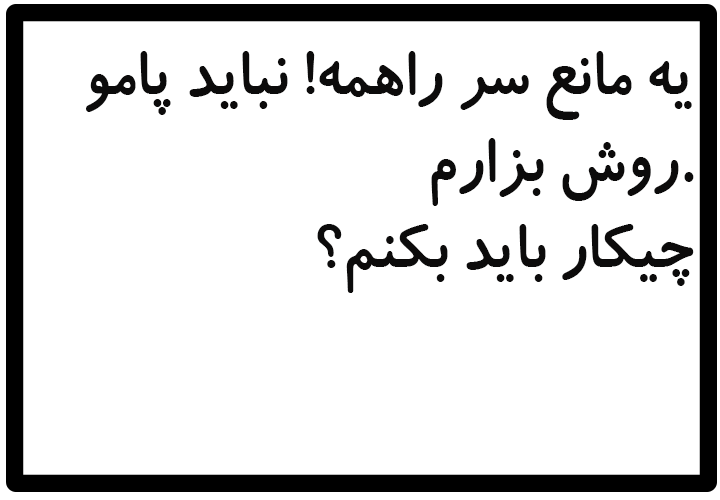 یه مانع سر راهمه! نباید پامو
.روش بزارم
چیکار باید بکنم؟